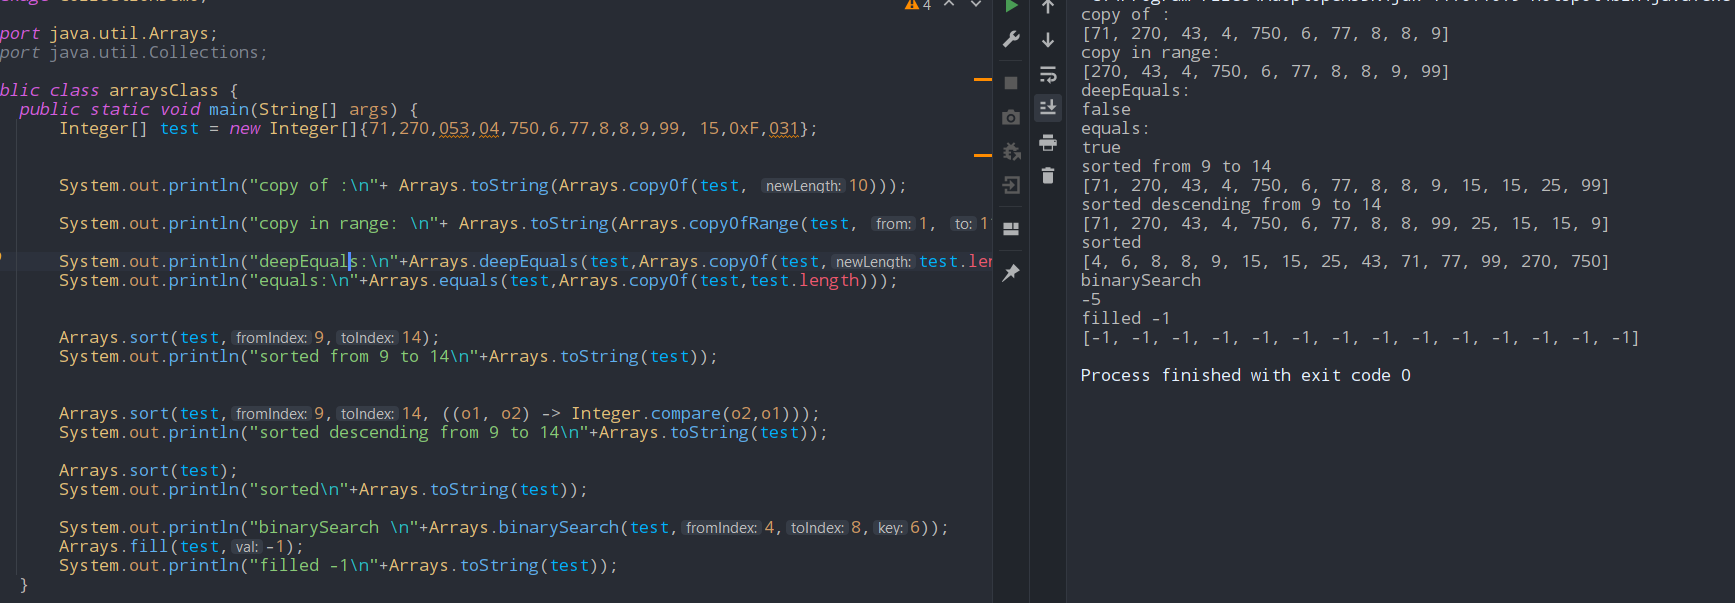 port java.util.Arrays;
port java.util.Collections;
blic class arraysClass {
public static void main(String[] args) {
Integer[] test = new Integer[]{71,270,053,04,750,6,77,8,8,9,99, 15,0xF,031};
System.out.println("copy of :\n"+ Arrays.toString(Arrays.copyOf(test, newLength: 10)));
System.out.println("copy in range: \n"+ Arrays.toString(Arrays.copyOfRange(test, from: 1, to: 1
System.out.println("deepEquals:\n"+Arrays.deepEquals(test,Arrays.copyOf(test, newLength: test.len
System.out.println("equals:\n"+Arrays.equals(test,Arrays.copyOf(test,test.length)));
Arrays.sort(test, fromIndex: 9, toIndex: 14);
System.out.println("sorted from 9 to 14\n"+Arrays.toString(test));
Arrays.sort(test, fromIndex: 9, toIndex: 14, ((o1, o2) -> Integer.compare(o2,o1)));
System.out.println("sorted descending from 9 to 14\n"+Arrays.toString(test));
Arrays.sort(test);
System.out.println("sorted\n"+Arrays.toString(test));
System.out.println("binarySearch \n"+Arrays.binarySearch(test, fromIndex: 4, toIndex: 8, key: 6));
Arrays.fill(test, val: -1);
System.out.println("filled -1\n"+Arrays.toString(test));
}
4
copy of :
[71, 270, 43, 4, 750, 6, 77, 8, 8, 9]
copy in range:
[270, 43, 4, 750, 6, 77, 8, 8, 9, 99]
deepEquals:
false
equals:
true
sorted from 9 to 14
[71, 270, 43, 4, 750, 6, 77, 8, 8, 9, 15, 15, 25, 99]
sorted descending from 9 to 14
[71, 270, 43, 4, 750, 6, 77, 8, 8, 99, 25, 15, 15, 9]
sorted
[4, 6, 8, 8, 9, 15, 15, 25, 43, 71, 77, 99, 270, 750]
binarySearch
-5
filled -1
[-1, -1, -1, -1, -1, -1, -1, -1, -1, -1, -1, -1, -1, -1]
Process finished with exit code 0